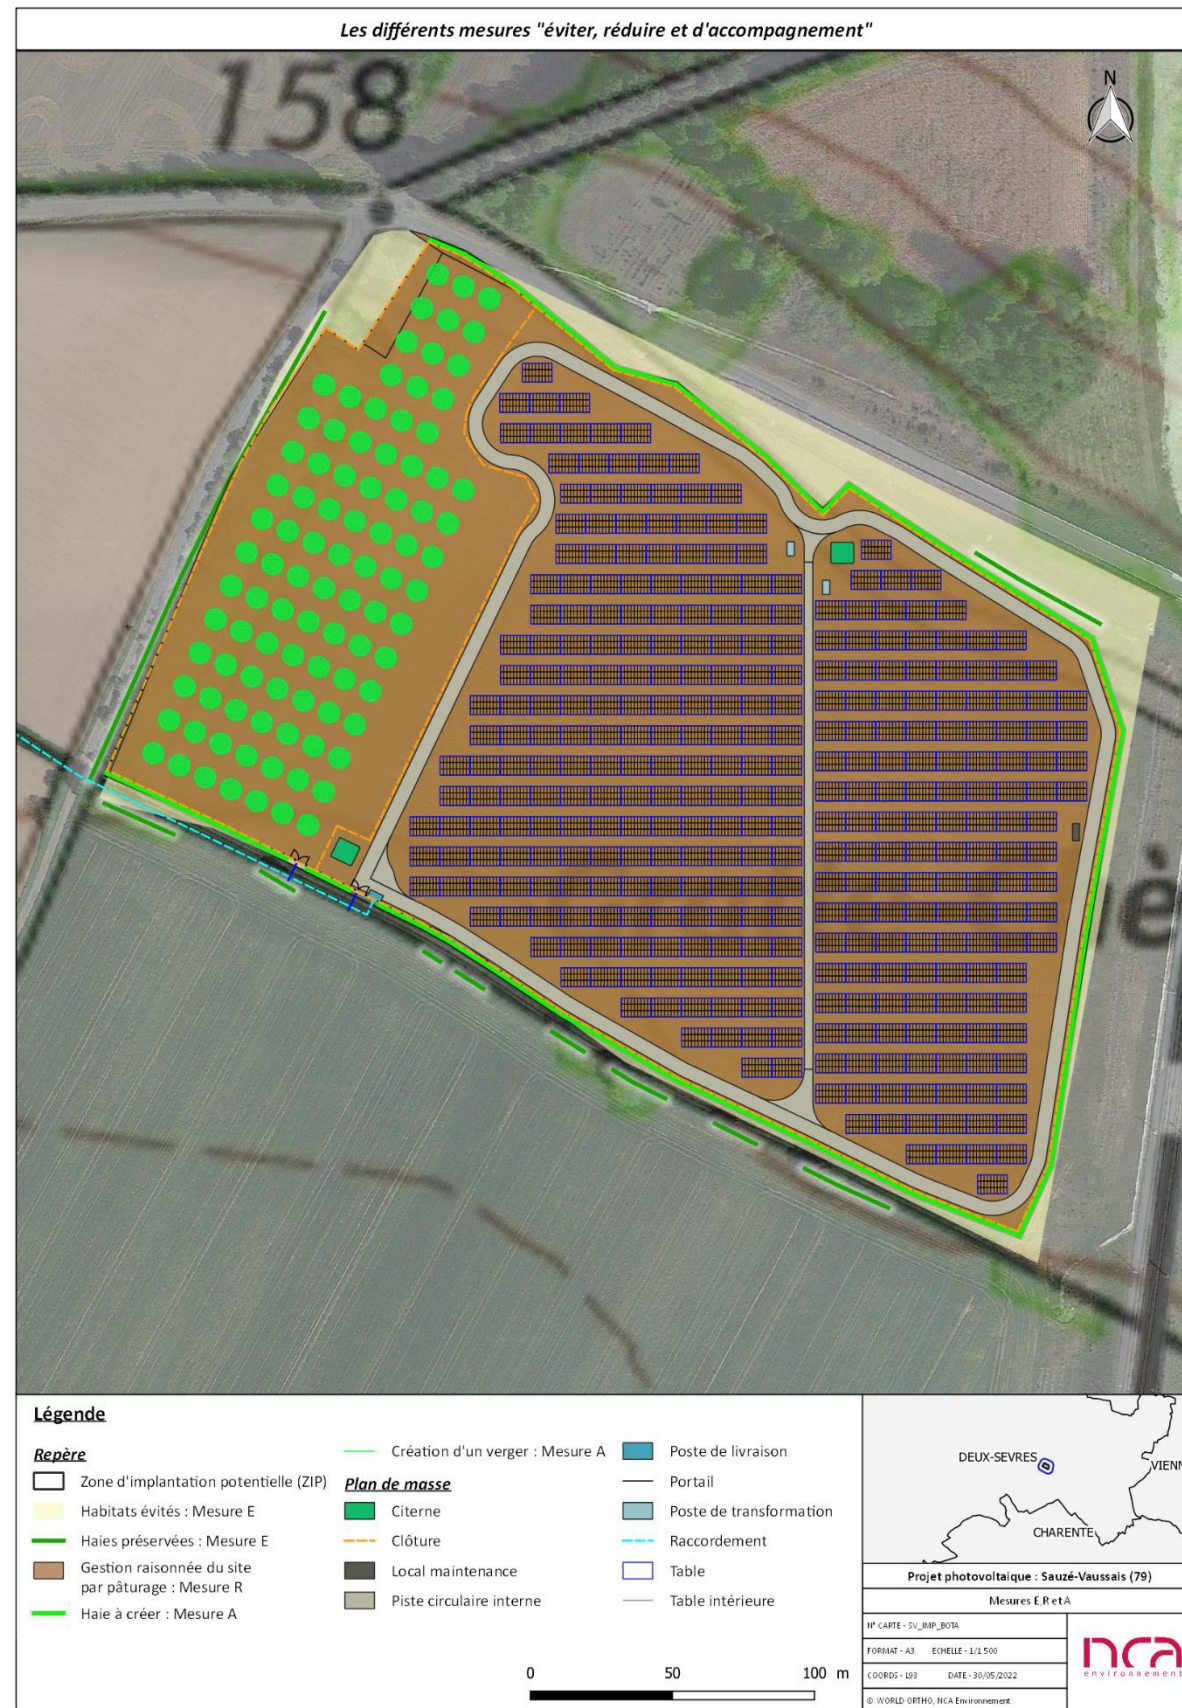 Les différents mesures "éviter, réduire et d'accompagnement"
158
N
é
Légende
Repère
Zone d'implantation potentielle (ZIP)
Habitats évités : Mesure E
Haies préservées : Mesure E
Gestion raisonnée du site
par pâturage : Mesure R
Haie à créer : Mesure A
Création d'un verger : Mesure A
Plan de masse
Citerne
Clôture
Local maintenance
Piste circulaire interne
Poste de livraison
Portail
Poste de transformation
Raccordement
Table
Table intérieure
0 50 100 m
DEUX-SEVRES
VIENN
CHARENTE
Projet photovoltaique : Sauzé-Vaussais (79)
Mesures E,R et A
N° CARTE - SV_IMP_BOTA
FORMAT - A3 ECHELLE - 1/1 500
COORDS - L93 DATE - 30/05/2022
© WORLD ORTHO, NCA Environnement
nca
environnement